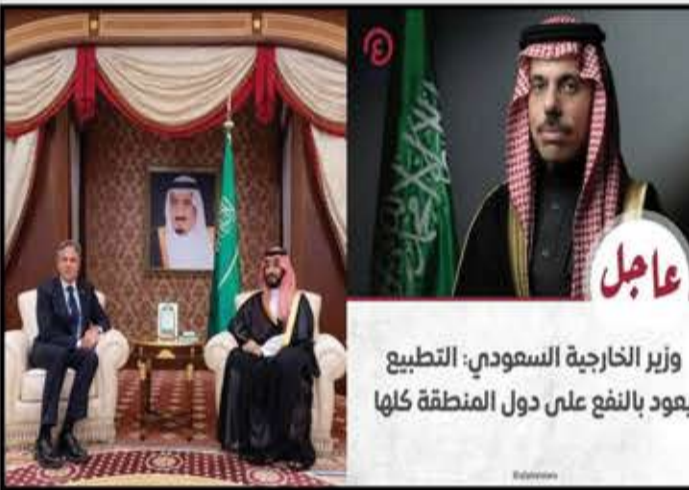 عاجل
وزير الخارجية السعودي: التطبيع
يعود بالنفع على دول المنطقة كلها